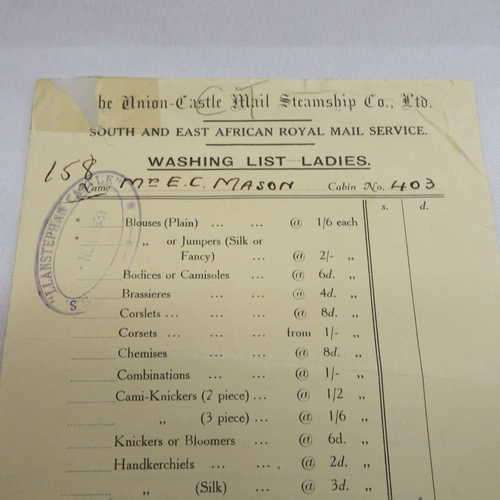 he Union-Castle Mail Steamship Co., Ltd.
SOUTH AND EAST AFRICAN ROYAL MAIL SERVICE.
WASHING LIST—LADIES.
158
Name Mr E. C. MASON Cabin No. 403
s. d.
"LLANSTEPHAN CASTLE" S.
Blouses (Plain) ... ... @ 1/6 each
„ or Jumpers (Silk or
Fancy) ... @ 2/- „
Bodices or Camisoles ... @ 6d. „
Brassieres ... ... @ 4d. „
Corslets ... ... @ 8d. „
Corsets ... ... from 1/- „
Chemises ... ... @ 8d. „
Combinations ... ... @ 1/- „
Cami-Knickers (2 piece) ... @ 1/2 „
„ (3 piece) ... @ 1/6 „
Knickers or Bloomers ... @ 6d. „
Handkerchiefs ... ... @ 2d. „
„ (Silk) ... @ 3d. „